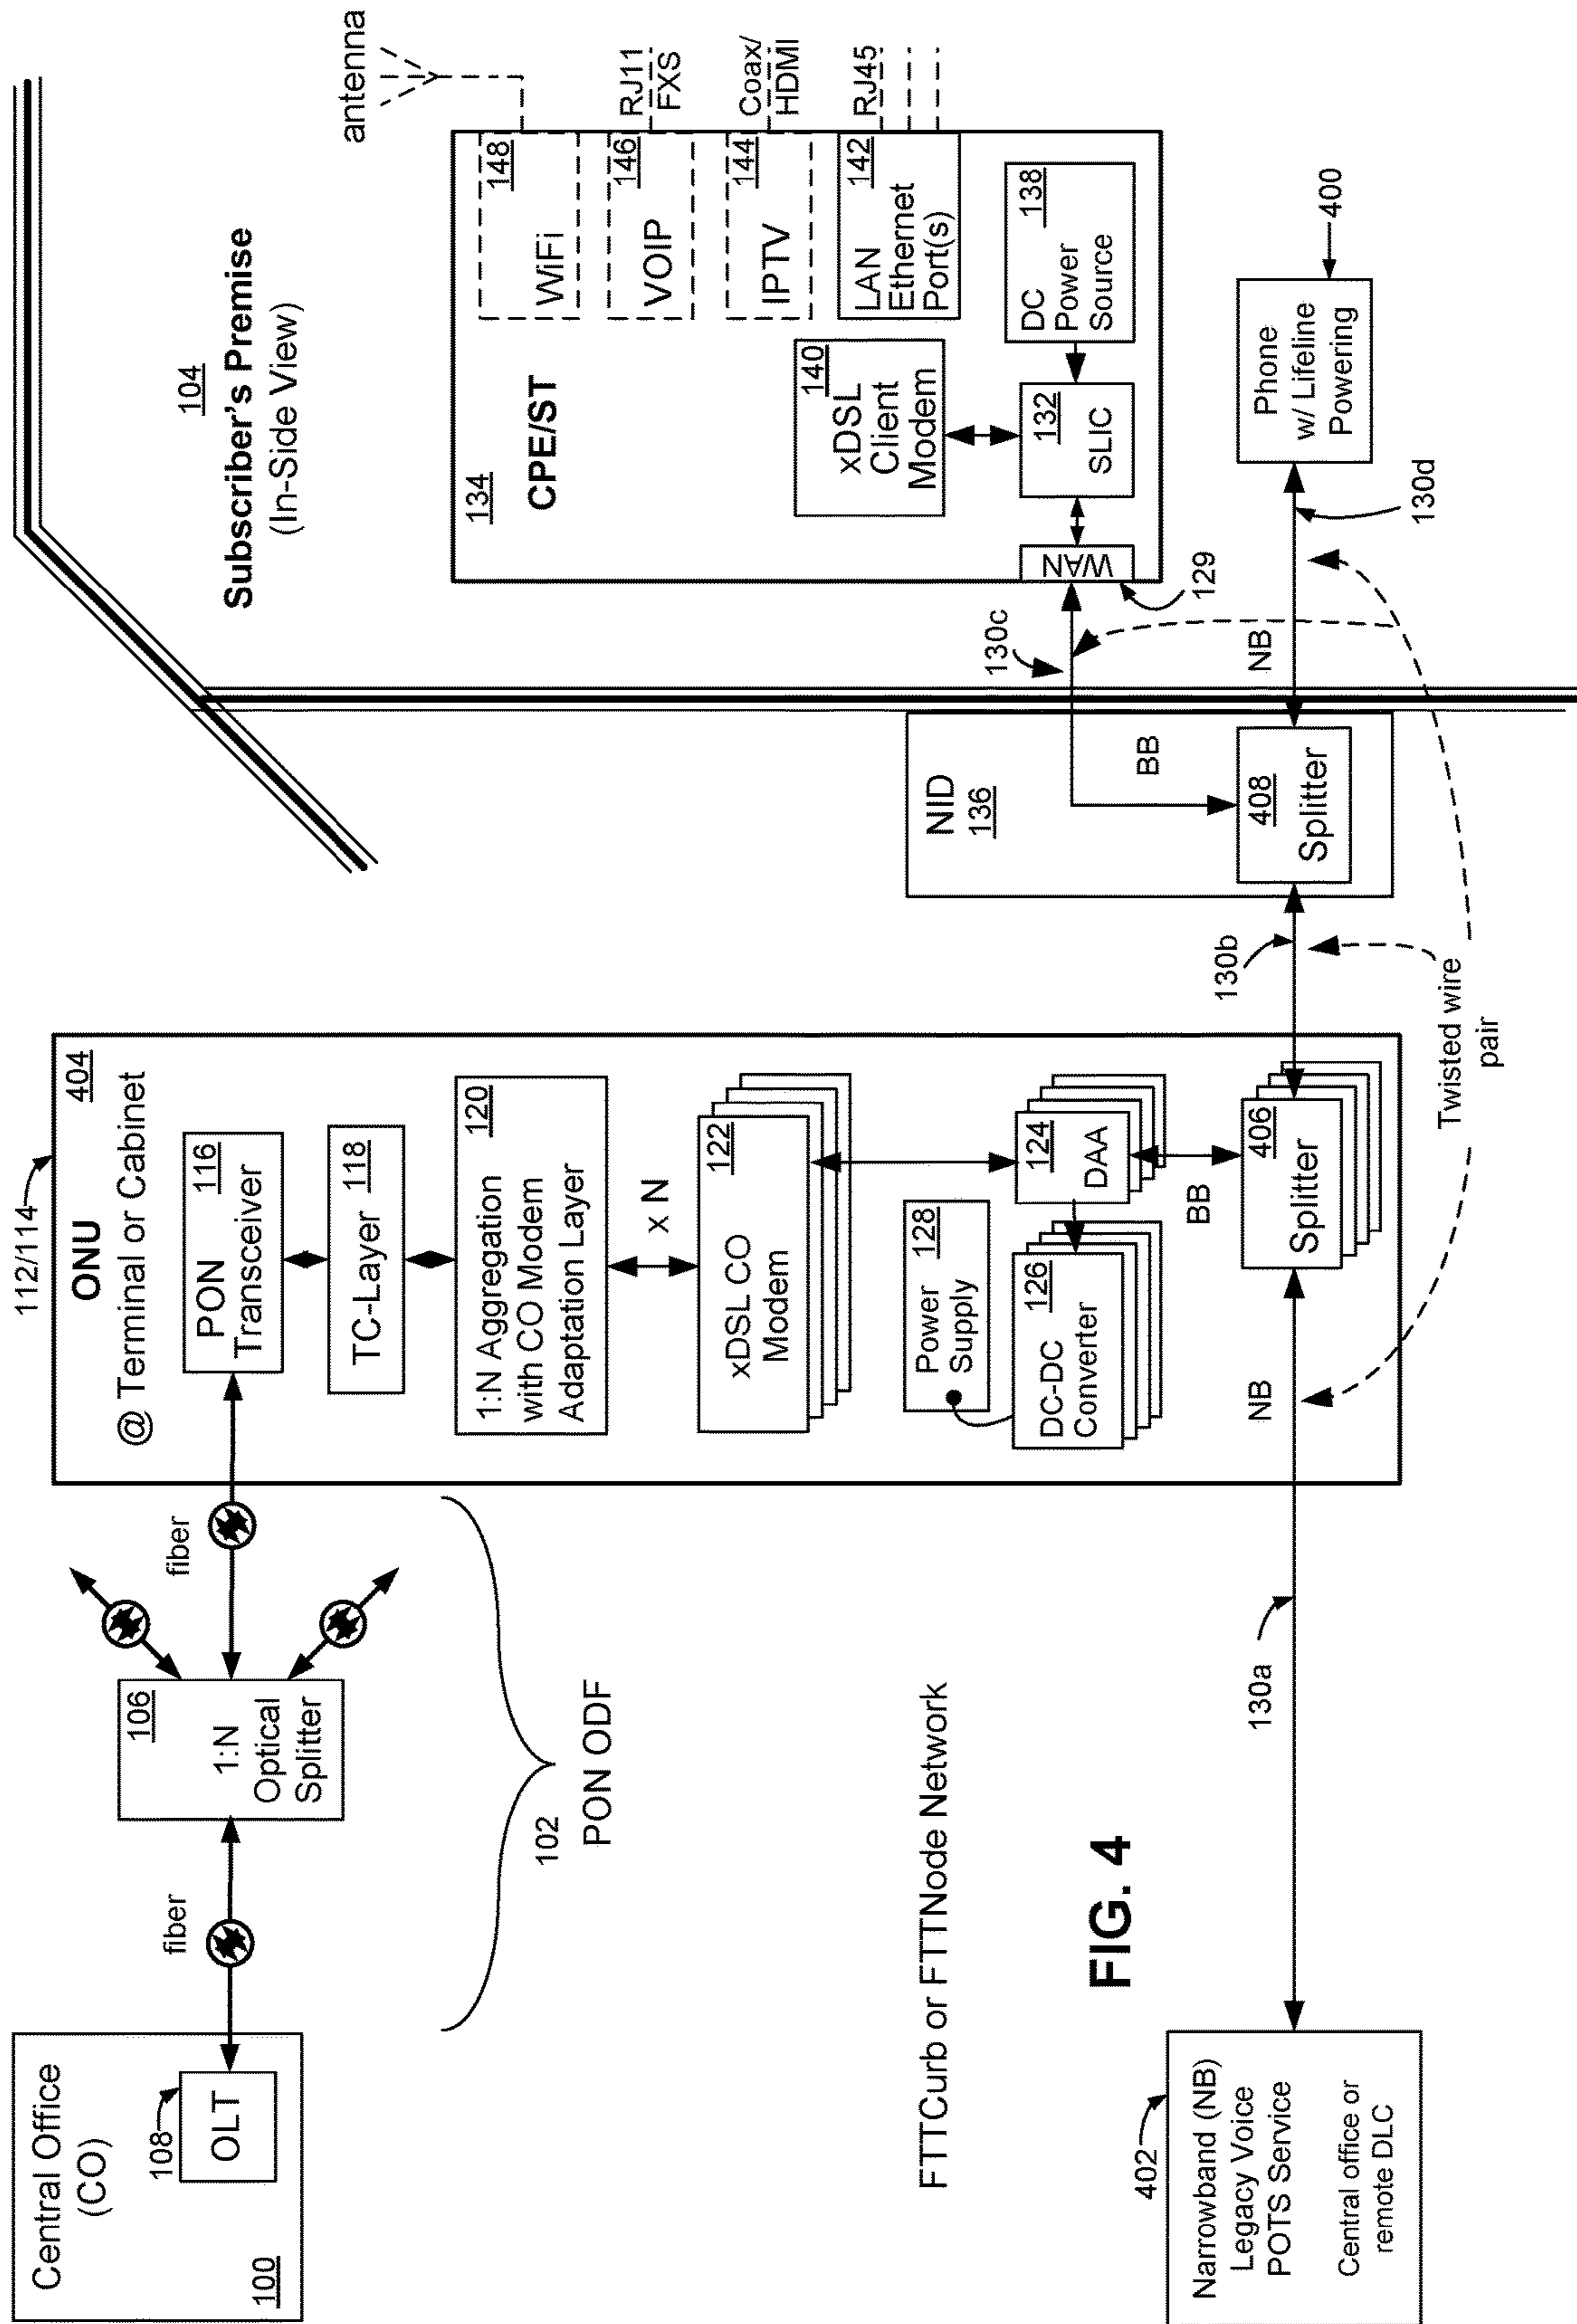 Central Office
(CO)
108
OLT
100
fiber
106
1:N
Optical
Splitter
fiber
102
PON ODF
112/114
ONU
404
@ Terminal or Cabinet
PON
116
Transceiver
TC-Layer
118
120
1:N Aggregation
with CO Modem
Adaptation Layer
x N
122
xDSL CO
Modem
Power
128
Supply
124
DAA
126
DC-DC
Converter
BB
406
Splitter
NB
NB
130a
130b
Twisted wire
pair
104
Subscriber's Premise
(In-Side View)
antenna
134
CPE/ST
148
WiFi
146
VOIP
RJ11
FXS
144
IPTV
Coax/
HDMI
142
LAN
Ethernet
Port(s)
RJ45
140
xDSL
Client
Modem
132
SLIC
138
DC
Power
Source
WAN
129
130c
NID
136
BB
408
Splitter
130d
Phone
w/ Lifeline
Powering
400
FTTCurb or FTTNode Network
FIG. 4
402
Narrowband (NB)
Legacy Voice
POTS Service
Central office or
remote DLC